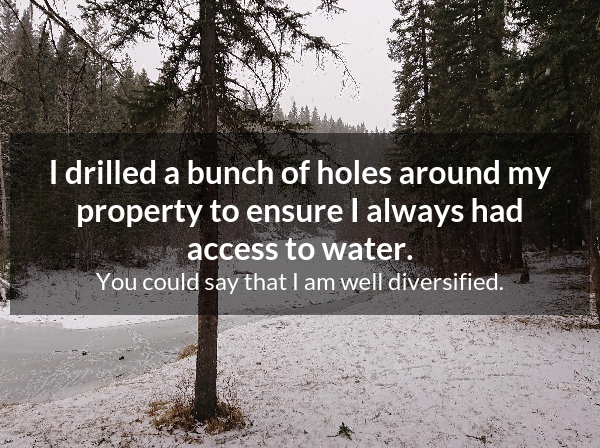 I drilled a bunch of holes around my
property to ensure I always had
access to water.
You could say that I am well diversified.